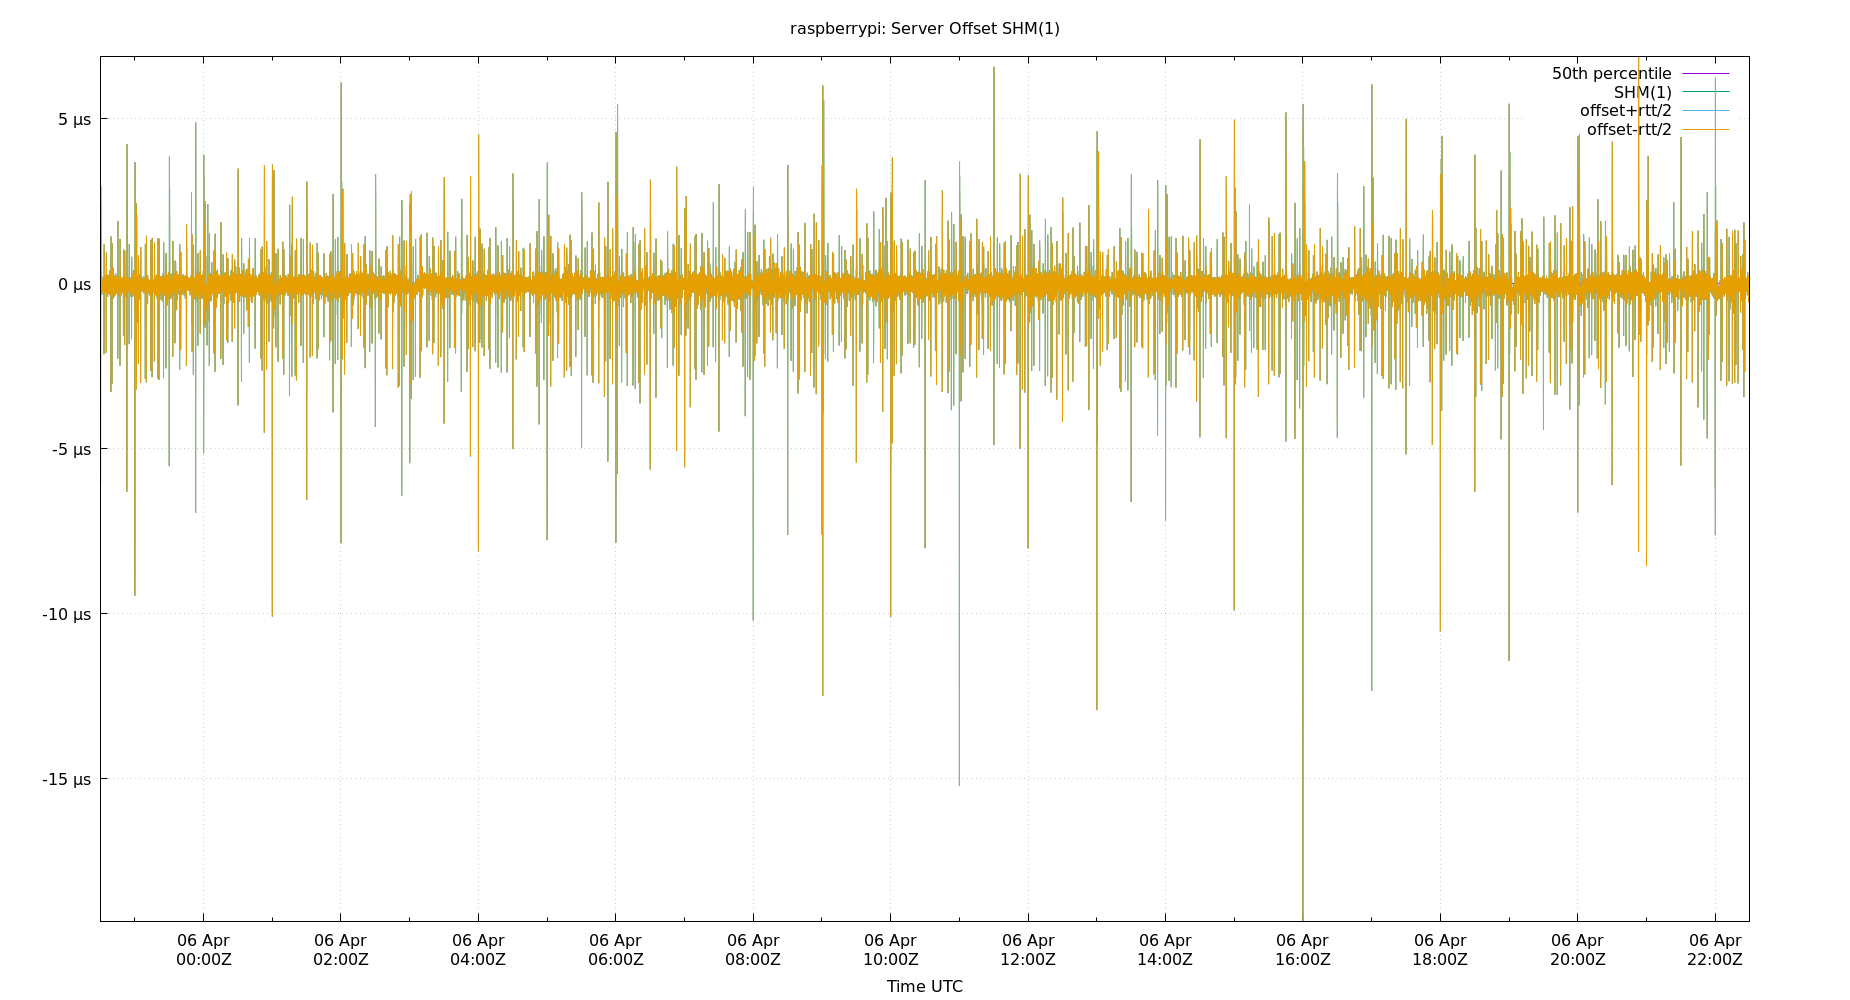 raspberrypi: Server Offset SHM(1)
50th percentile
SHM(1)
offset+rtt/2
offset-rtt/2
5 µs
0 µs
-5 µs
-10 µs
-15 µs
06 Apr 06 Apr 06 Apr 06 Apr 06 Apr 06 Apr 06 Apr 06 Apr 06 Apr 06 Apr 06 Apr 06 Apr
00:00Z 02:00Z 04:00Z 06:00Z 08:00Z 10:00Z 12:00Z 14:00Z 16:00Z 18:00Z 20:00Z 22:00Z
Time UTC